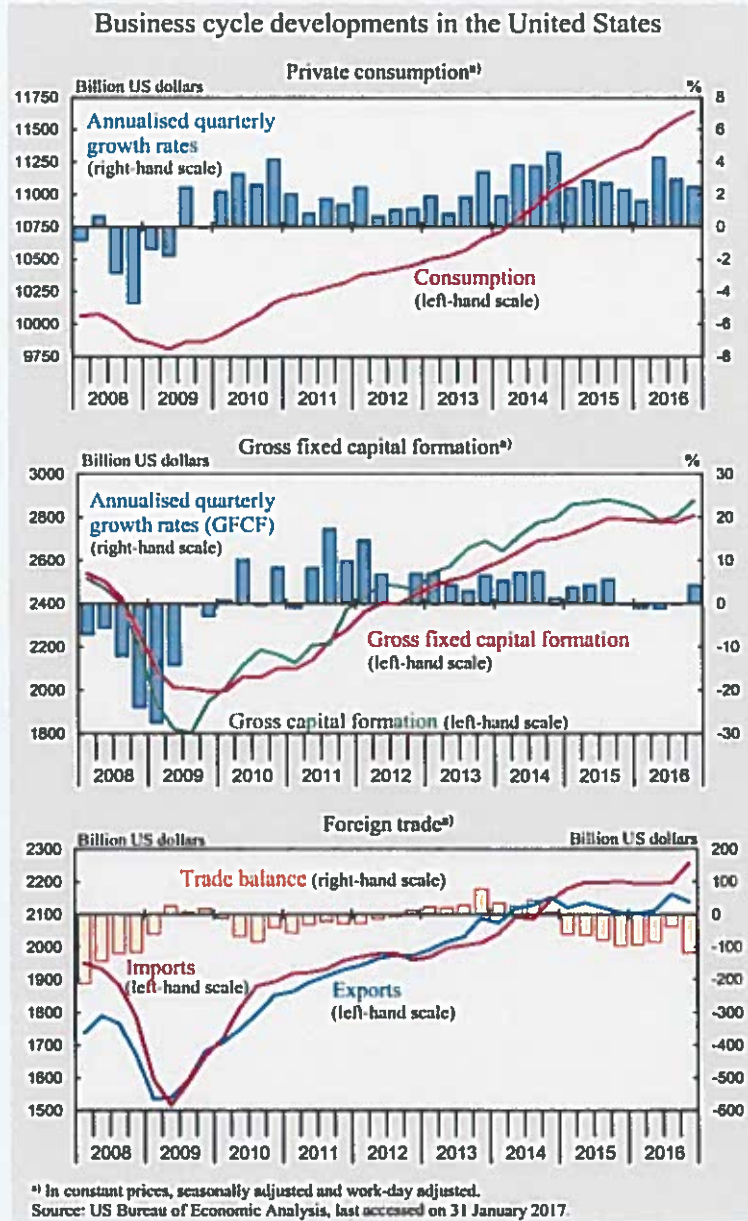 Business cycle developments in the United States
Private consumptionᵃ⁾
Billion US dollars %
11750 8
11500 6
11250 4
11000 2
10750 0
10500 -2
10250 -4
10000 -6
9750 -8
Annualised quarterly
growth rates
(right-hand scale)
Consumption
(left-hand scale)
2008 2009 2010 2011 2012 2013 2014 2015 2016
Gross fixed capital formationᵃ⁾
Billion US dollars %
3000 30
2800 20
2600 10
2400 0
2200 -10
2000 -20
1800 -30
Annualised quarterly
growth rates (GFCF)
(right-hand scale)
Gross fixed capital formation
(left-hand scale)
Gross capital formation (left-hand scale)
2008 2009 2010 2011 2012 2013 2014 2015 2016
Foreign tradeᵃ⁾
Billion US dollars Billion US dollars
2300 200
2200 100
2100 0
2000 -100
1900 -200
1800 -300
1700 -400
1600 -500
1500 -600
Trade balance (right-hand scale)
Imports
(left-hand scale)
Exports
(left-hand scale)
2008 2009 2010 2011 2012 2013 2014 2015 2016
ᵃ⁾ In constant prices, seasonally adjusted and work-day adjusted.
Source: US Bureau of Economic Analysis, last accessed on 31 January 2017.